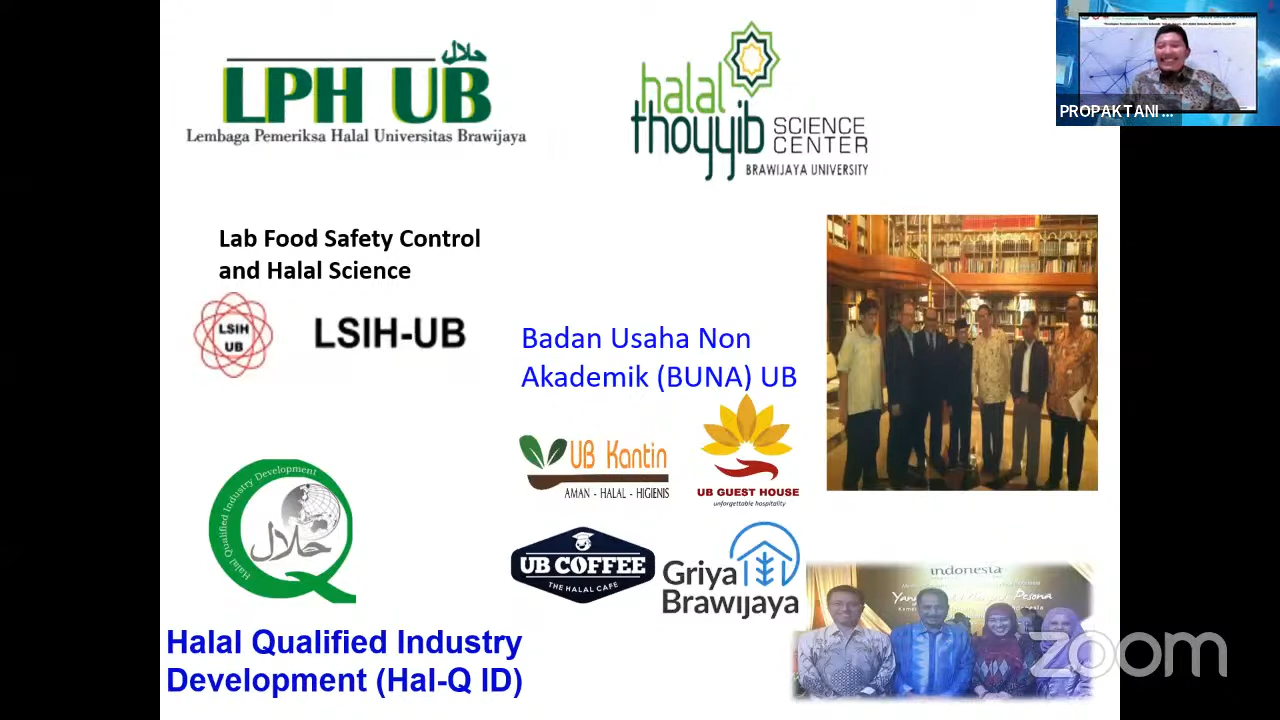 حلال
LPH UB
Lembaga Pemeriksa Halal Universitas Brawijaya
halal
thoyyib
SCIENCE
CENTER
BRAWIJAYA UNIVERSITY
PROPAKTANI ...
Lab Food Safety Control
and Halal Science
LSIH
UB
LSIH-UB
Badan Usaha Non
Akademik (BUNA) UB
UB Kantin
AMAN - HALAL - HIGIENIS
UB GUEST HOUSE
unforgettable hospitality
Halal Qualified Industry Development
حلال
UB COFFEE
THE HALAL CAFE
Griya
Brawijaya
indonesia
Pesona
Halal Qualified Industry
Development (Hal-Q ID)
zoom